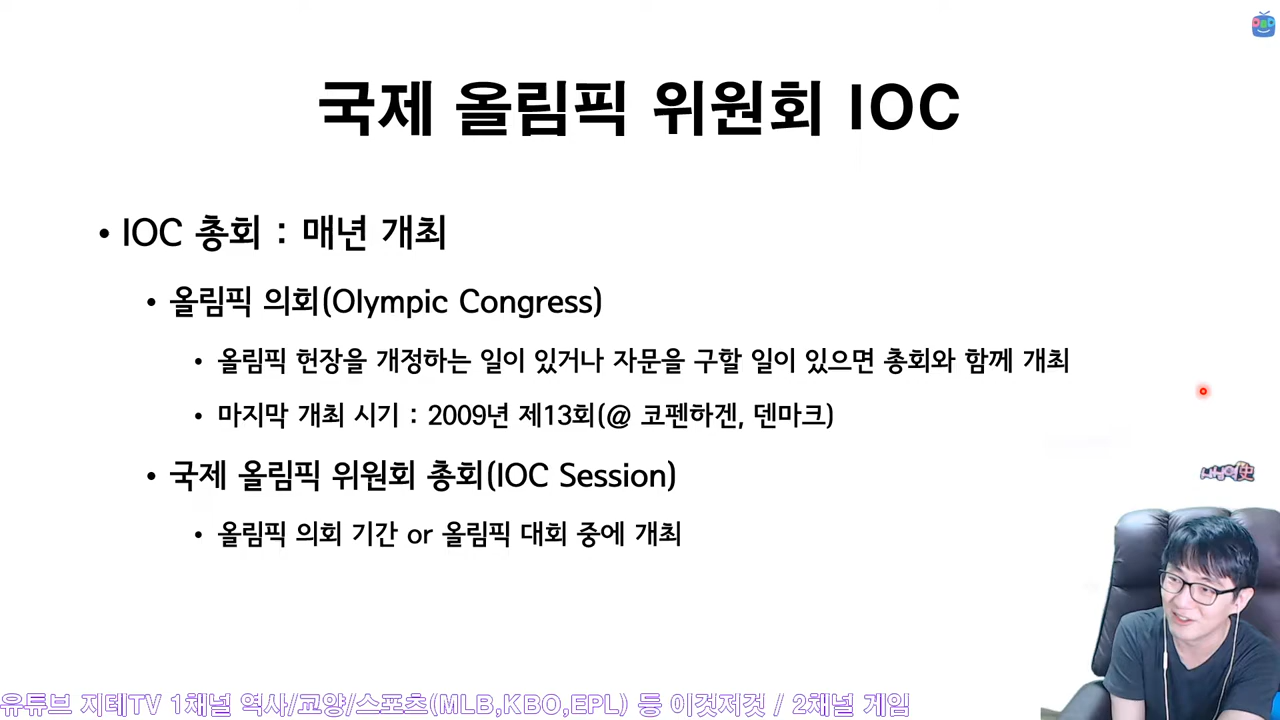 국제 올림픽 위원회 IOC
• IOC 총회 : 매년 개최
• 올림픽 의회(Olympic Congress)
• 올림픽 헌장을 개정하는 일이 있거나 자문을 구할 일이 있으면 총회와 함께 개최
• 마지막 개최 시기 : 2009년 제13회(@ 코펜하겐, 덴마크)
• 국제 올림픽 위원회 총회(IOC Session)
• 올림픽 의회 기간 or 올림픽 대회 중에 개최
유튜브 지테TV 1채널 역사/교양/스포츠(MLB,KBO,EPL) 등 이것저것 / 2채널 게임